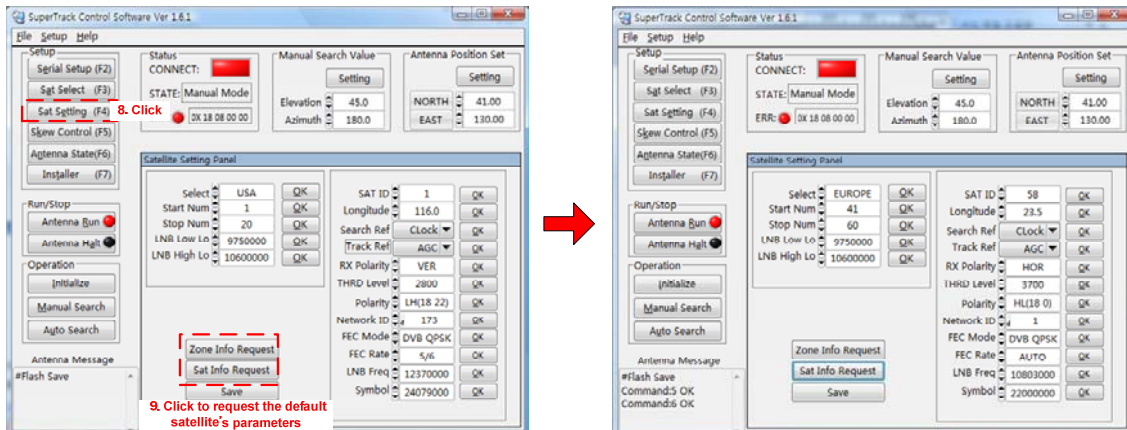 SuperTrack Control Software Ver 1.6.1
File Setup Help
Setup
Serial Setup (F2)
Sat Select (F3)
Sat Setting (F4)
8. Click
Skew Control (F5)
Antenna State(F6)
Installer (F7)
Status
CONNECT:
STATE: Manual Mode
0X 18 08 00 00
Manual Search Value
Setting
Elevation 45.0
Azimuth 180.0
Antenna Position Set
Setting
NORTH 41.00
EAST 130.00
Run/Stop
Antenna Run
Antenna Halt
Operation
Initialize
Manual Search
Auto Search
Antenna Message
#Flash Save
Satellite Setting Panel
Select USA OK
Start Num 1 OK
Stop Num 20 OK
LNB Low Lo 9750000 OK
LNB High Lo 10600000 OK
Zone Info Request
Sat Info Request
Save
9. Click to request the default
satellite's parameters
SAT ID 1 OK
Longitude 116.0 OK
Search Ref CLock OK
Track Ref AGC OK
RX Polarity VER OK
THRD Level 2800 OK
Polarity LH(18 22) OK
Network ID 173 OK
FEC Mode DVB QPSK OK
FEC Rate 5/6 OK
LNB Freq 12370000 OK
Symbol 24079000 OK
SuperTrack Control Software Ver 1.6.1
File Setup Help
Setup
Serial Setup (F2)
Sat Select (F3)
Sat Setting (F4)
Skew Control (F5)
Antenna State(F6)
Installer (F7)
Status
CONNECT:
STATE: Manual Mode
ERR: 0X 18 08 00 00
Manual Search Value
Setting
Elevation 45.0
Azimuth 180.0
Antenna Position Set
Setting
NORTH 41.00
EAST 130.00
Run/Stop
Antenna Run
Antenna Halt
Operation
Initialize
Manual Search
Auto Search
Antenna Message
#Flash Save
Command:5 OK
Command:6 OK
Satellite Setting Panel
Select EUROPE OK
Start Num 41 OK
Stop Num 60 OK
LNB Low Lo 9750000 OK
LNB High Lo 10600000 OK
Zone Info Request
Sat Info Request
Save
SAT ID 58 OK
Longitude 23.5 OK
Search Ref CLock OK
Track Ref AGC OK
RX Polarity HOR OK
THRD Level 3700 OK
Polarity HL(18 0) OK
Network ID 1 OK
FEC Mode DVB QPSK OK
FEC Rate AUTO OK
LNB Freq 10803000 OK
Symbol 22000000 OK